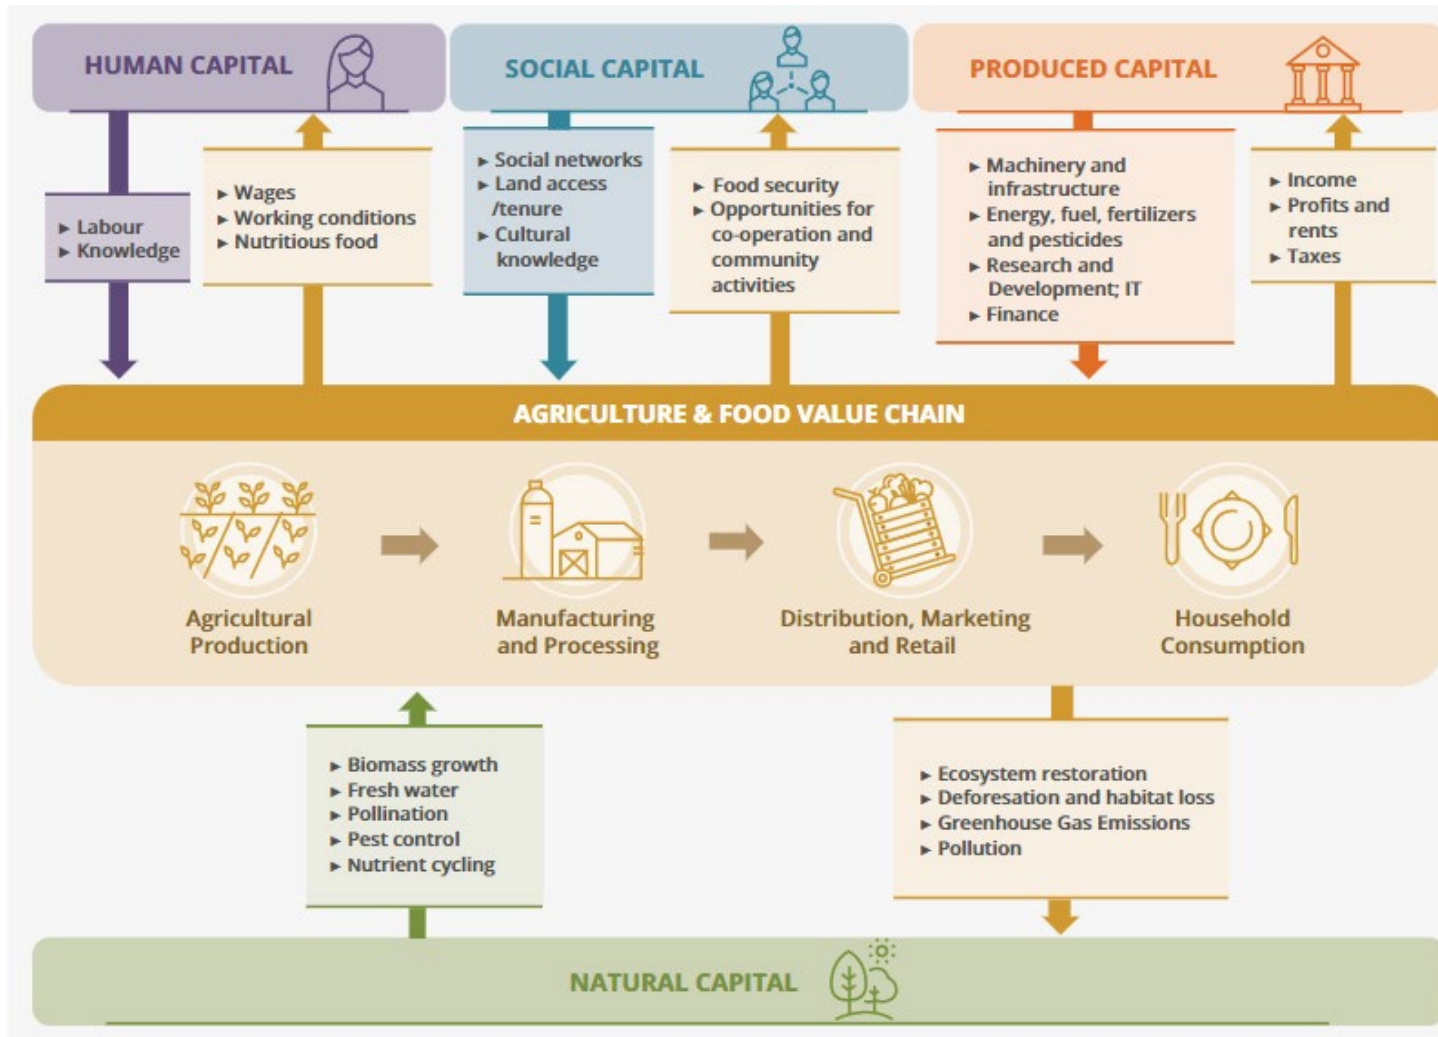 HUMAN CAPITAL
SOCIAL CAPITAL
PRODUCED CAPITAL
► Labour
► Knowledge
► Wages
► Working conditions
► Nutritious food
► Social networks
► Land access
/tenure
► Cultural
knowledge
► Food security
► Opportunities for
co-operation and
community
activities
► Machinery and
infrastructure
► Energy, fuel, fertilizers
and pesticides
► Research and
Development; IT
► Finance
► Income
► Profits and
rents
► Taxes
AGRICULTURE & FOOD VALUE CHAIN
Agricultural
Production
Manufacturing
and Processing
Distribution, Marketing
and Retail
Household
Consumption
► Biomass growth
► Fresh water
► Pollination
► Pest control
► Nutrient cycling
► Ecosystem restoration
► Deforesation and habitat loss
► Greenhouse Gas Emissions
► Pollution
NATURAL CAPITAL